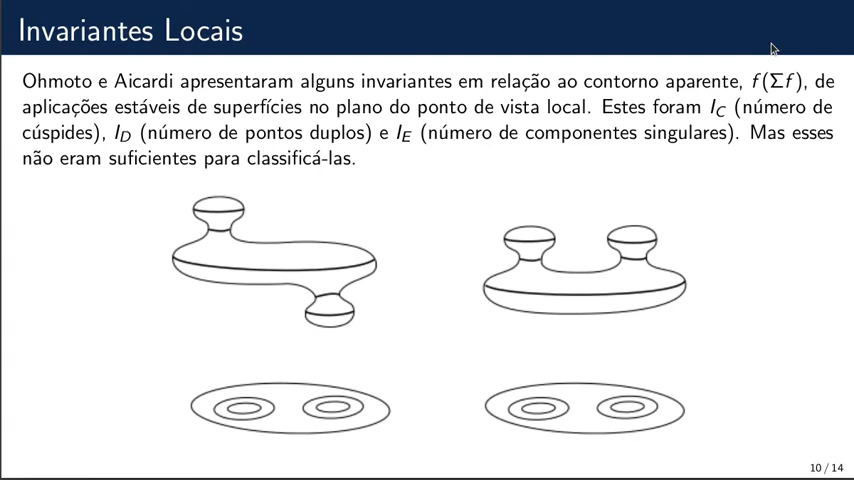 Invariantes Locais
Ohmoto e Aicardi apresentaram alguns invariantes em relação ao contorno aparente, f(Σf), de
aplicações estáveis de superfícies no plano do ponto de vista local. Estes foram I_C (número de
cúspides), I_D (número de pontos duplos) e I_E (número de componentes singulares). Mas esses
não eram suficientes para classificá-las.
10 / 14